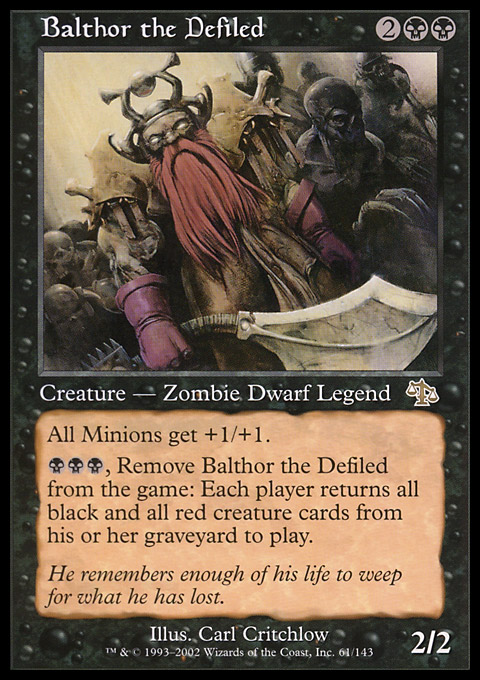 Balthor the Defiled 2
Creature — Zombie Dwarf Legend
All Minions get +1/+1.
, Remove Balthor the Defiled
from the game: Each player returns all
black and all red creature cards from
his or her graveyard to play.
He remembers enough of his life to weep
for what he has lost.
Illus. Carl Critchlow
2/2
™ & © 1993–2002 Wizards of the Coast, Inc. 61/143